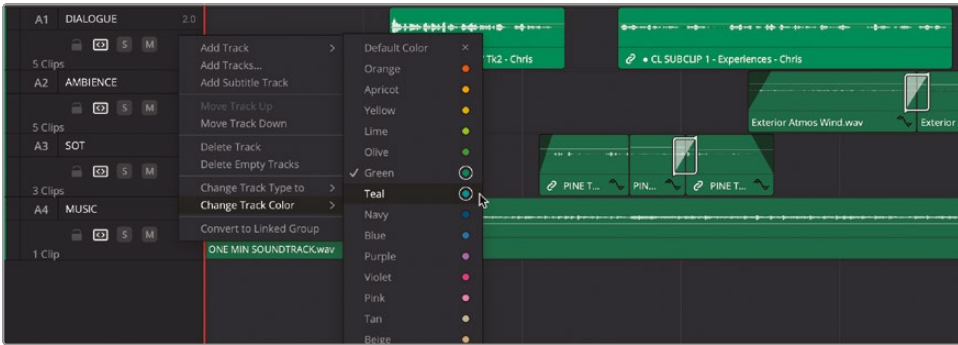 A1 DIALOGUE 2.0
S M
5 Clips
A2 AMBIENCE
S M
5 Clips
A3 SOT
S M
3 Clips
A4 MUSIC
S M
1 Clip
Add Track >
Add Tracks...
Add Subtitle Track
Move Track Up
Move Track Down
Delete Track
Delete Empty Tracks
Change Track Type to >
Change Track Color >
Convert to Linked Group
Default Color
Orange
Apricot
Yellow
Lime
Olive
Green
Teal
Navy
Blue
Purple
Violet
Pink
Tan
Beige
Tk2 - Chris
• CL SUBCLIP 1 - Experiences - Chris
Exterior Atmos Wind.wav
Exterior
PINE T...
PIN...
PINE T...
ONE MIN SOUNDTRACK.wav